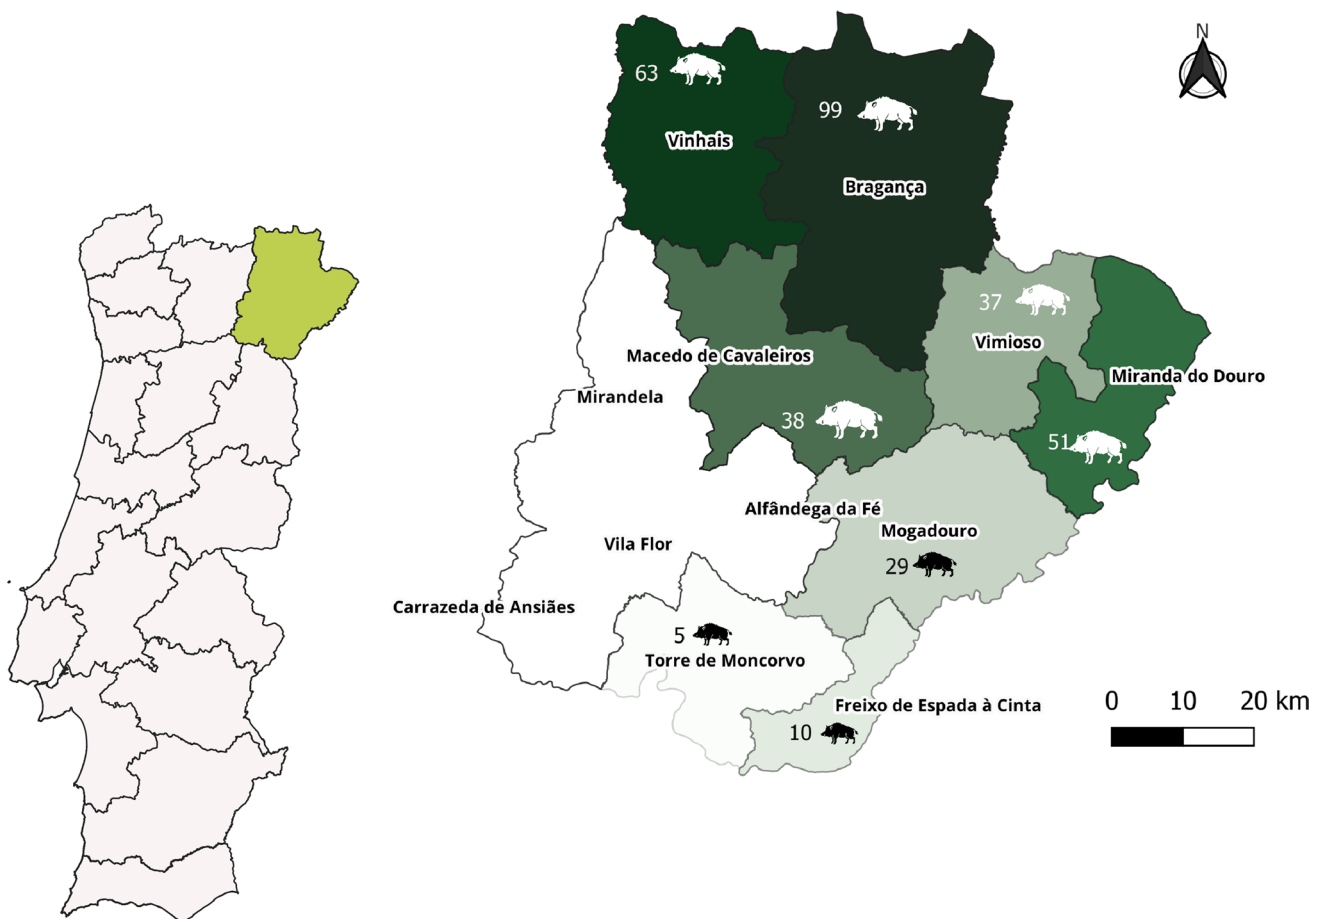 N
63
Vinhais
99
Bragança
37
Vimioso
Macedo de Cavaleiros
Miranda do Douro
Mirandela
38
51
Alfândega da Fé
Mogadouro
Vila Flor
29
Carrazeda de Ansiães
5
Torre de Moncorvo
Freixo de Espada à Cinta
10
0 10 20 km